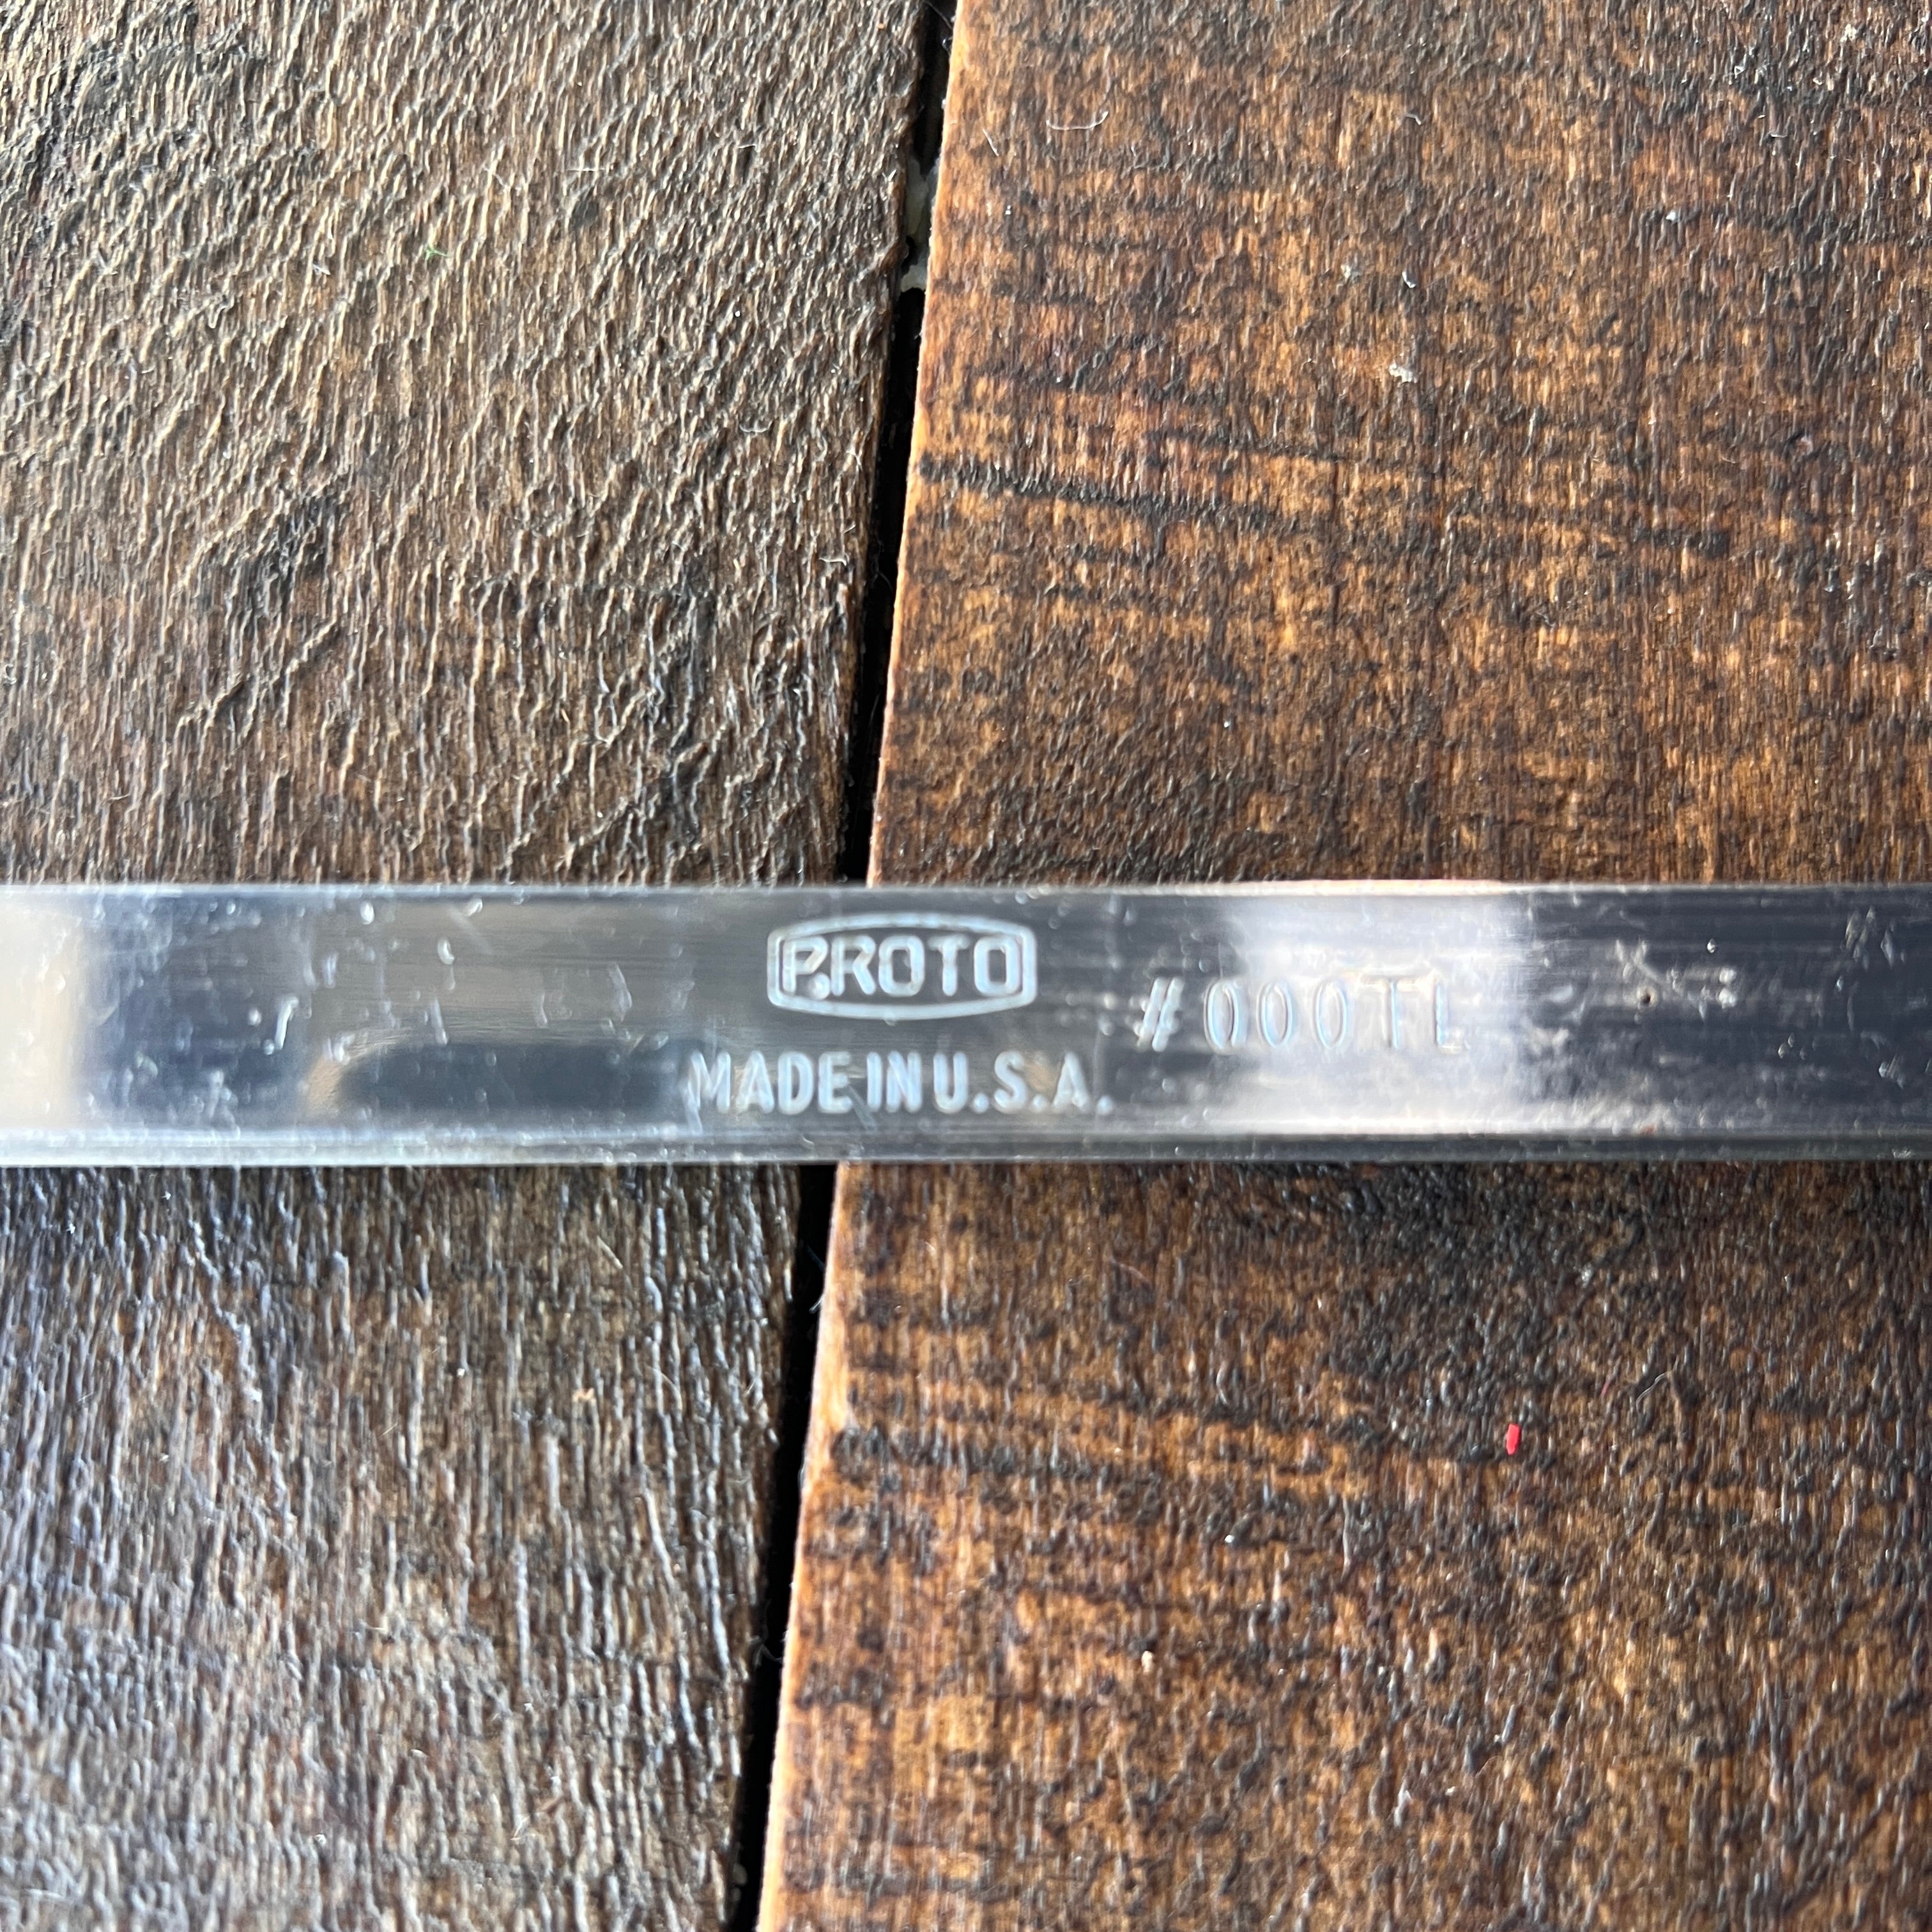 PROTO
MADE IN U.S.A.
#000TL